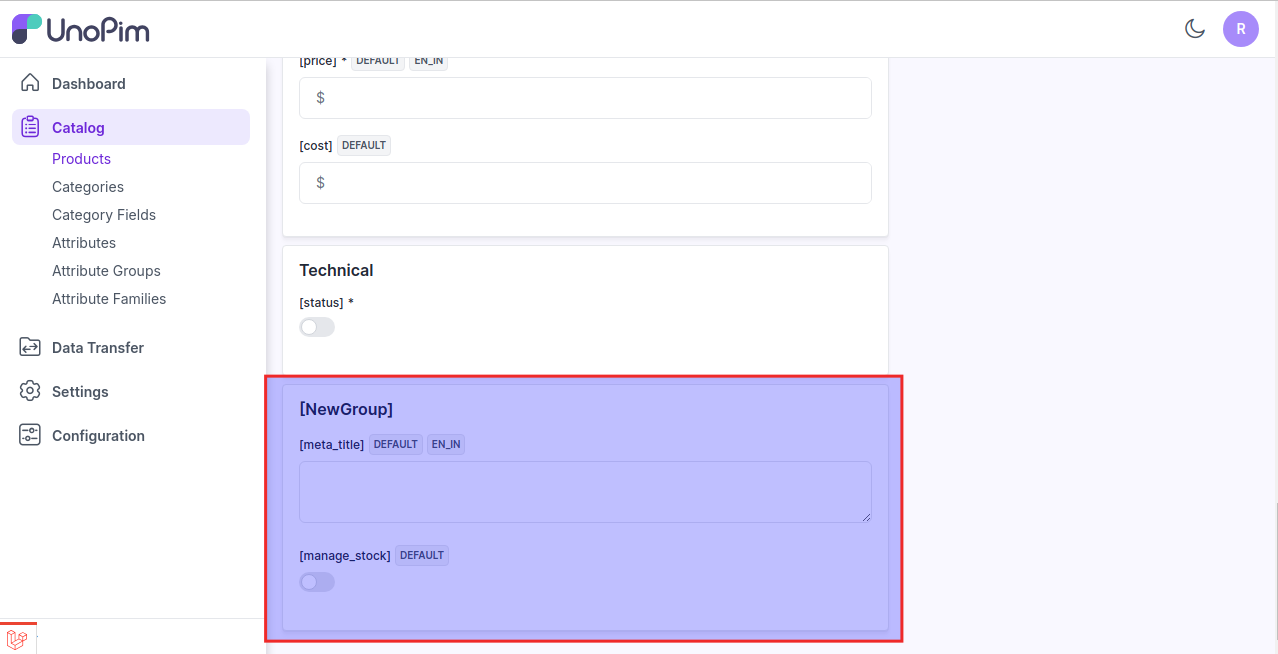 UnoPim
R
Dashboard
Catalog
Products
Categories
Category Fields
Attributes
Attribute Groups
Attribute Families
Data Transfer
Settings
Configuration
[price] * DEFAULT EN_IN
$
[cost] DEFAULT
$
Technical
[status] *
[NewGroup]
[meta_title] DEFAULT EN_IN
[manage_stock] DEFAULT